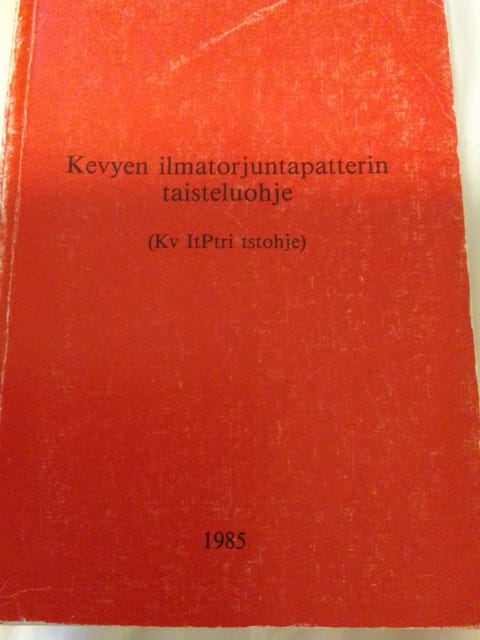 Kevyen ilmatorjuntapatterin
taisteluohje
(Kv ItPtri tstohje)
1985